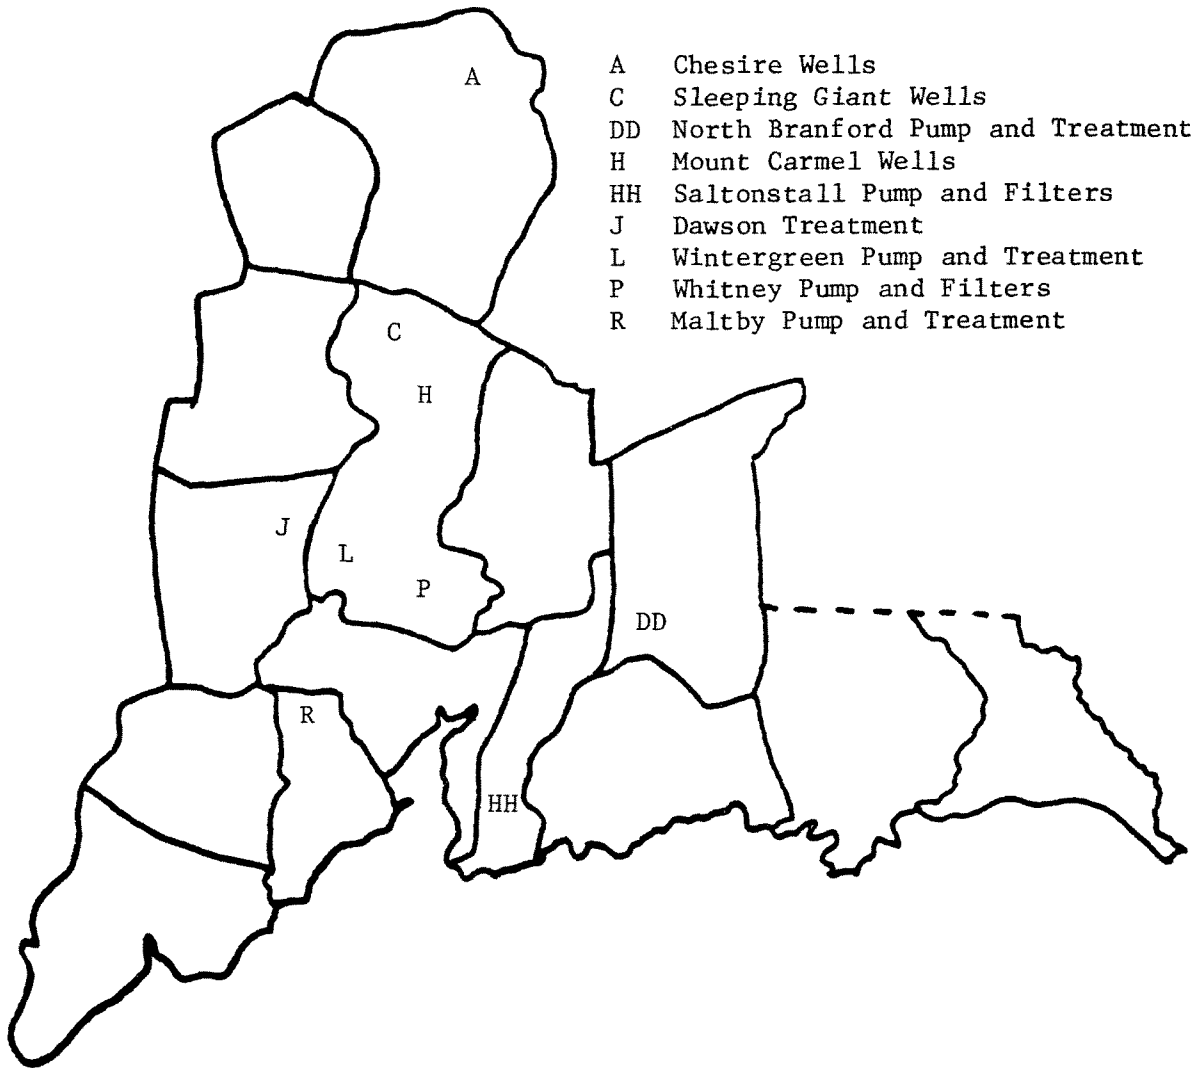 A Chesire Wells
C Sleeping Giant Wells
DD North Branford Pump and Treatment
H Mount Carmel Wells
HH Saltonstall Pump and Filters
J Dawson Treatment
L Wintergreen Pump and Treatment
P Whitney Pump and Filters
R Maltby Pump and Treatment
A
C
H
J
L
P
DD
R
HH